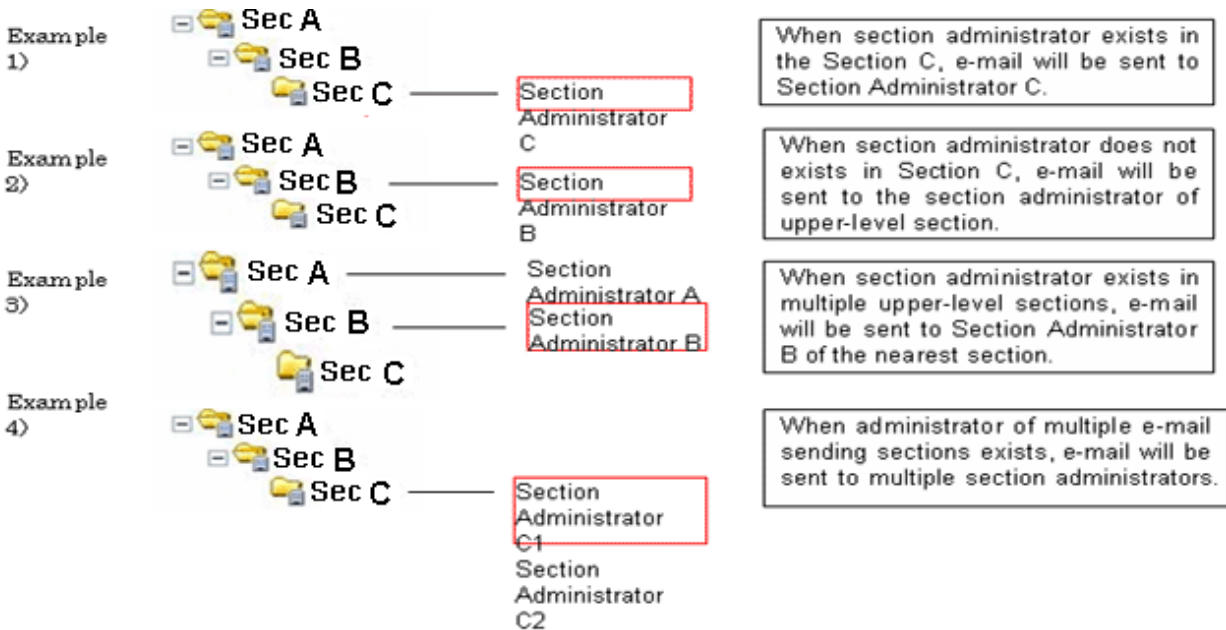 Example
1)
Sec A
Sec B
Sec C
Section
Administrator
C
When section administrator exists in
the Section C, e-mail will be sent to
Section Administrator C.
Example
2)
Sec A
Sec B
Sec C
Section
Administrator
B
When section administrator does not
exists in Section C, e-mail will be
sent to the section administrator of
upper-level section.
Example
3)
Sec A
Sec B
Sec C
Section
Administrator A
Section
Administrator B
When section administrator exists in
multiple upper-level sections, e-mail
will be sent to Section Administrator
B of the nearest section.
Example
4)
Sec A
Sec B
Sec C
Section
Administrator
C1
Section
Administrator
C2
When administrator of multiple e-mail
sending sections exists, e-mail will be
sent to multiple section administrators.